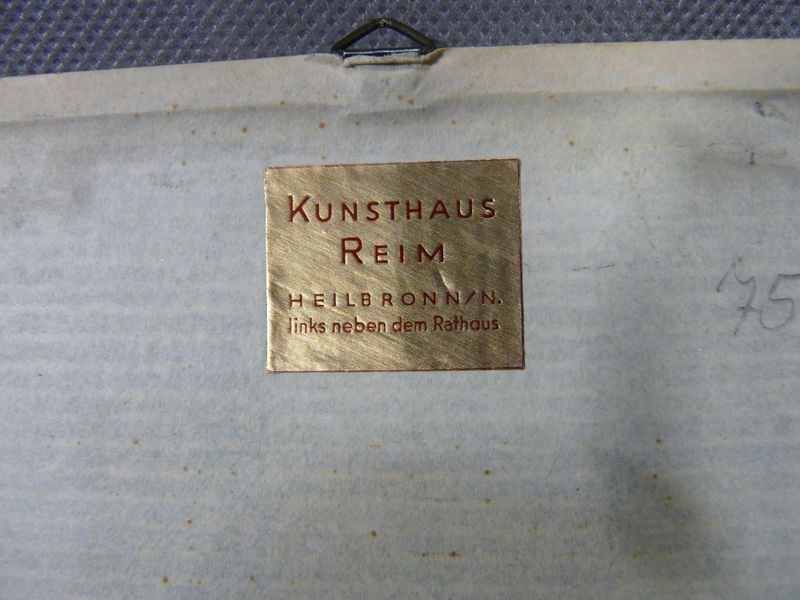 KUNSTHAUS
REIM
HEILBRONN/N.
links neben dem Rathaus
75